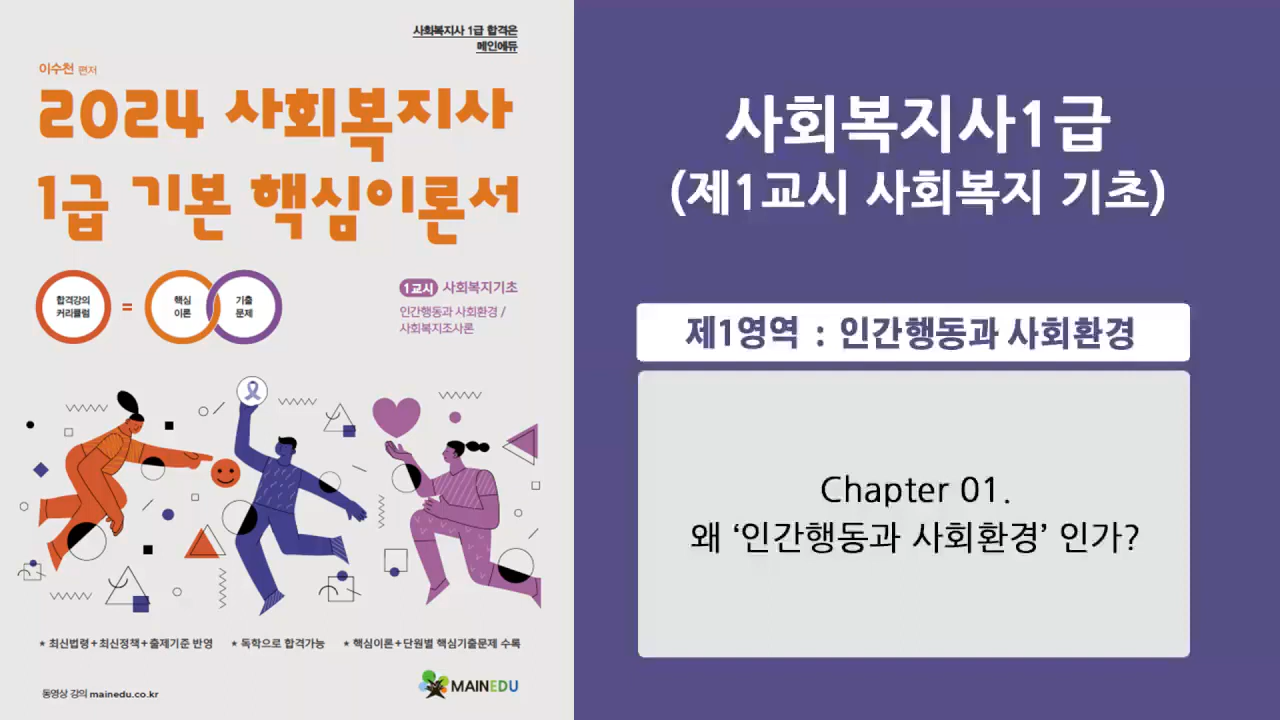 사회복지사 1급 합격은
메인에듀
이수천 편저
2024 사회복지사
1급 기본 핵심이론서
합격강의
커리큘럼
=
핵심
이론
기출
문제
1교시 사회복지기초
인간행동과 사회환경 /
사회복지조사론
★ 최신법령+최신정책+출제기준 반영 ★ 독학으로 합격가능 ★ 핵심이론+단원별 핵심기출문제 수록
동영상 강의 mainedu.co.kr
MAINEDU
사회복지사1급
(제1교시 사회복지 기초)
제1영역 : 인간행동과 사회환경
Chapter 01.
왜 ‘인간행동과 사회환경’ 인가?